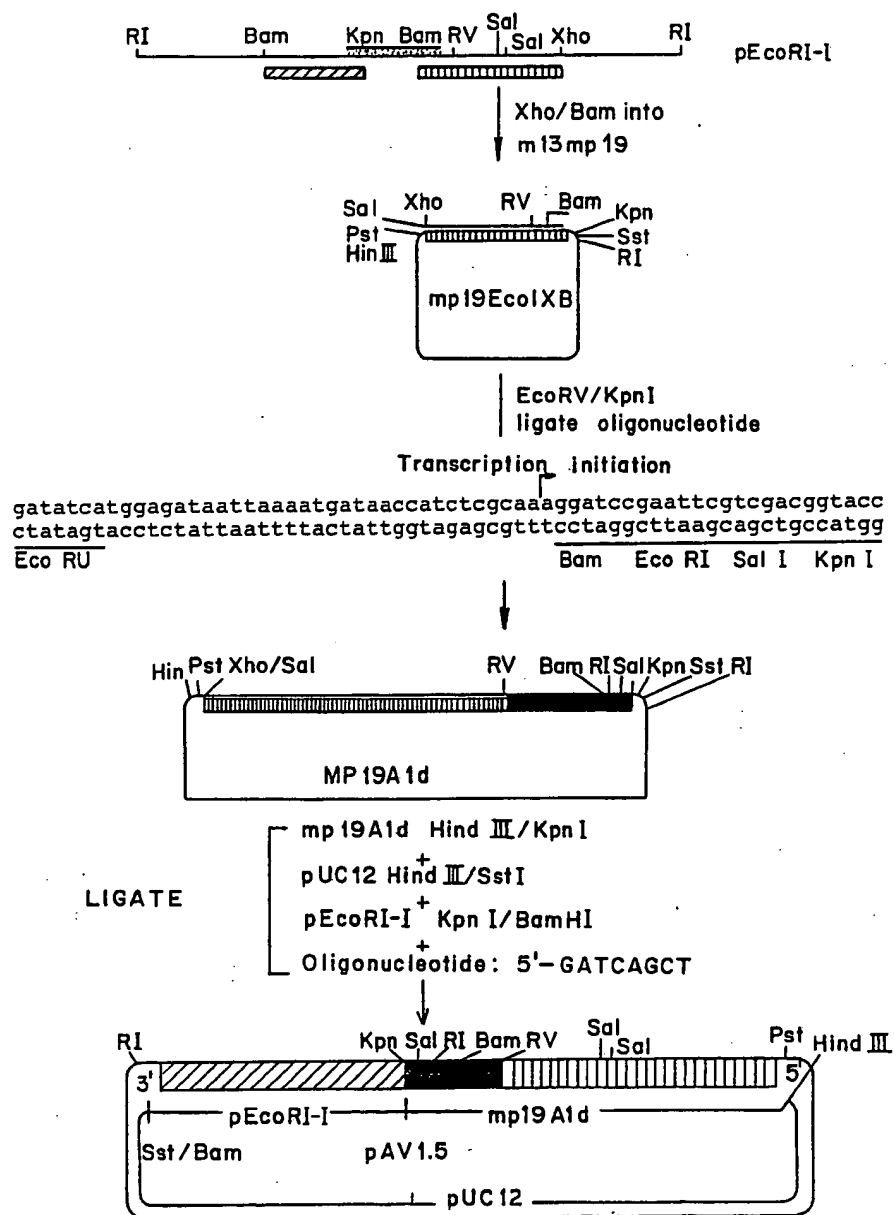 Sal
RI Bam Kpn Bam RV Sal Xho RI
pEcoRI-I
Xho/Bam into
m13mp19
Xho RV Bam
Sal Kpn
Pst Sst
Hin III RI
mp19EcoIXB
EcoRV/KpnI
ligate oligonucleotide
Transcription initiation
gatatcatggagataattaaaatgataaccatctcgcaaaggatccgaattcgtcgacggtacc
ctatagtacctctattaattttactattggtagagcgtttcctaggcttaagcagctgccatgg
Eco RU Bam Eco RI Sal I Kpn I
Hin Pst Xho/Sal RV Bam RI Sal Kpn Sst RI
MP19A1d
mp19A1d Hind III/KpnI
+
pUC12 Hind III/SstI
LIGATE
+
pEcoRI-I Kpn I/BamHI
+
Oligonucleotide: 5'-GATCAGCT
RI Kpn Sal RI Bam RV Sal Sal Pst Hind III
3' 5'
pEcoRI-I mp19A1d
Sst/Bam pAV1.5
pUC12